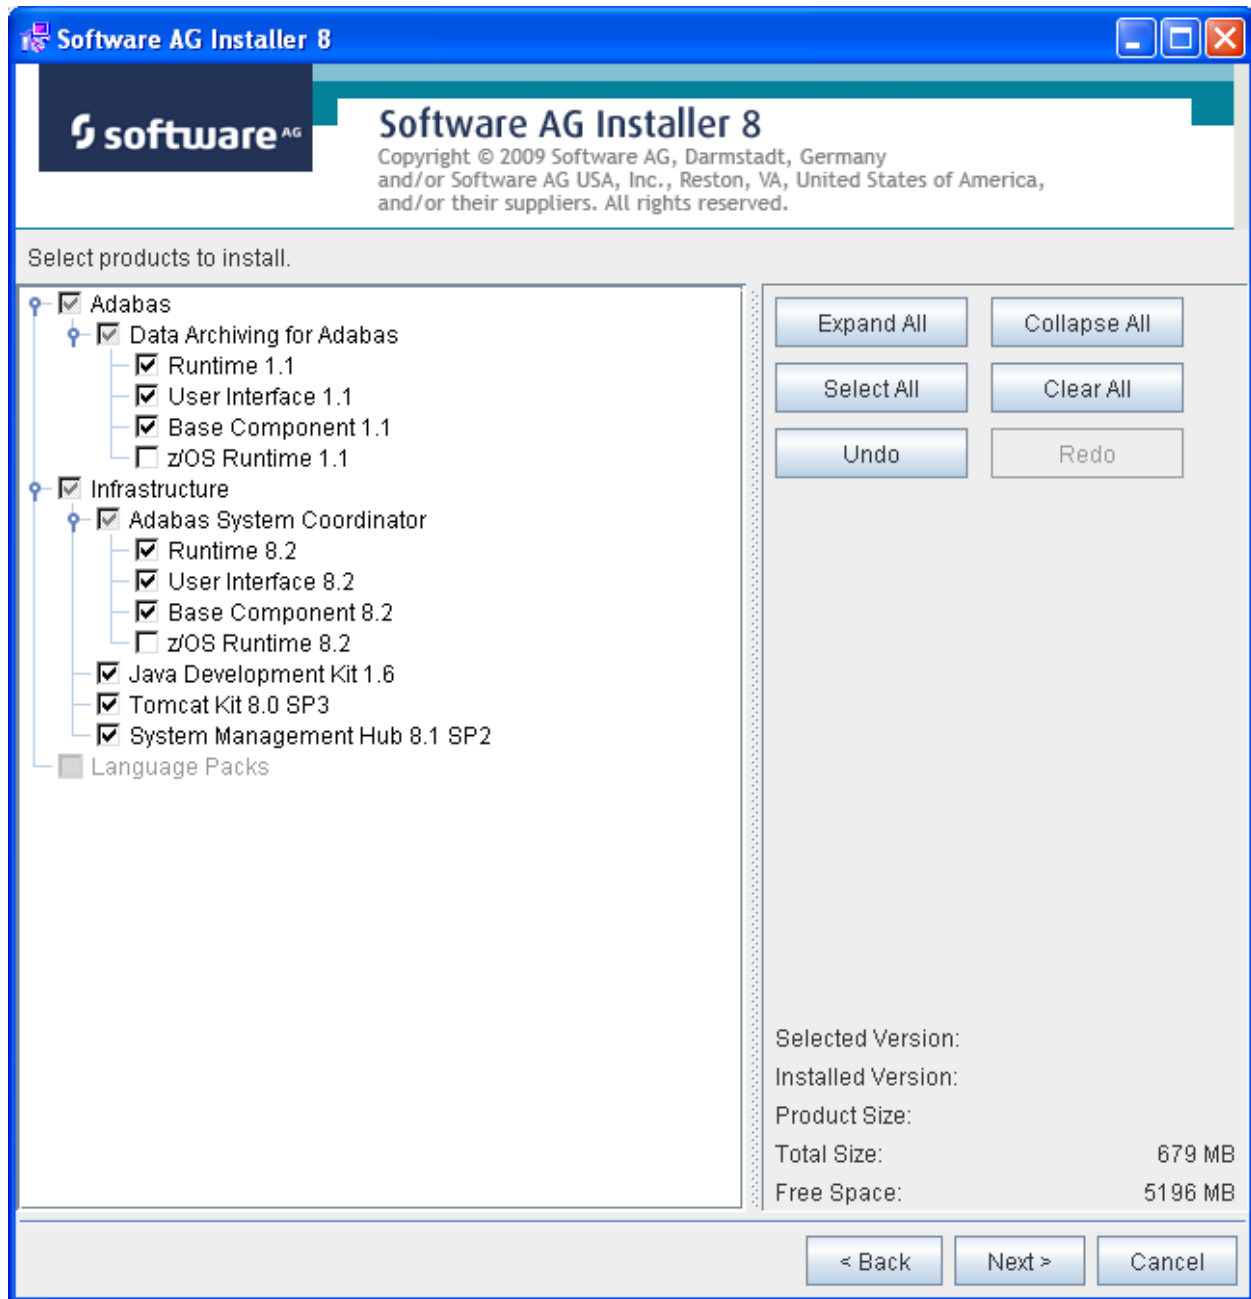 Software AG Installer 8
software AG
Software AG Installer 8
Copyright © 2009 Software AG, Darmstadt, Germany
and/or Software AG USA, Inc., Reston, VA, United States of America,
and/or their suppliers. All rights reserved.
Select products to install.
Adabas
Data Archiving for Adabas
Runtime 1.1
User Interface 1.1
Base Component 1.1
z/OS Runtime 1.1
Infrastructure
Adabas System Coordinator
Runtime 8.2
User Interface 8.2
Base Component 8.2
z/OS Runtime 8.2
Java Development Kit 1.6
Tomcat Kit 8.0 SP3
System Management Hub 8.1 SP2
Language Packs
Expand All
Collapse All
Select All
Clear All
Undo
Redo
Selected Version:
Installed Version:
Product Size:
Total Size: 679 MB
Free Space: 5196 MB
< Back
Next >
Cancel